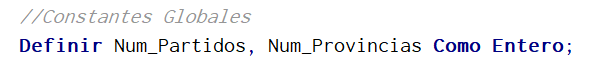 //Constantes Globales
Definir Num_Partidos, Num_Provincias Como Entero;